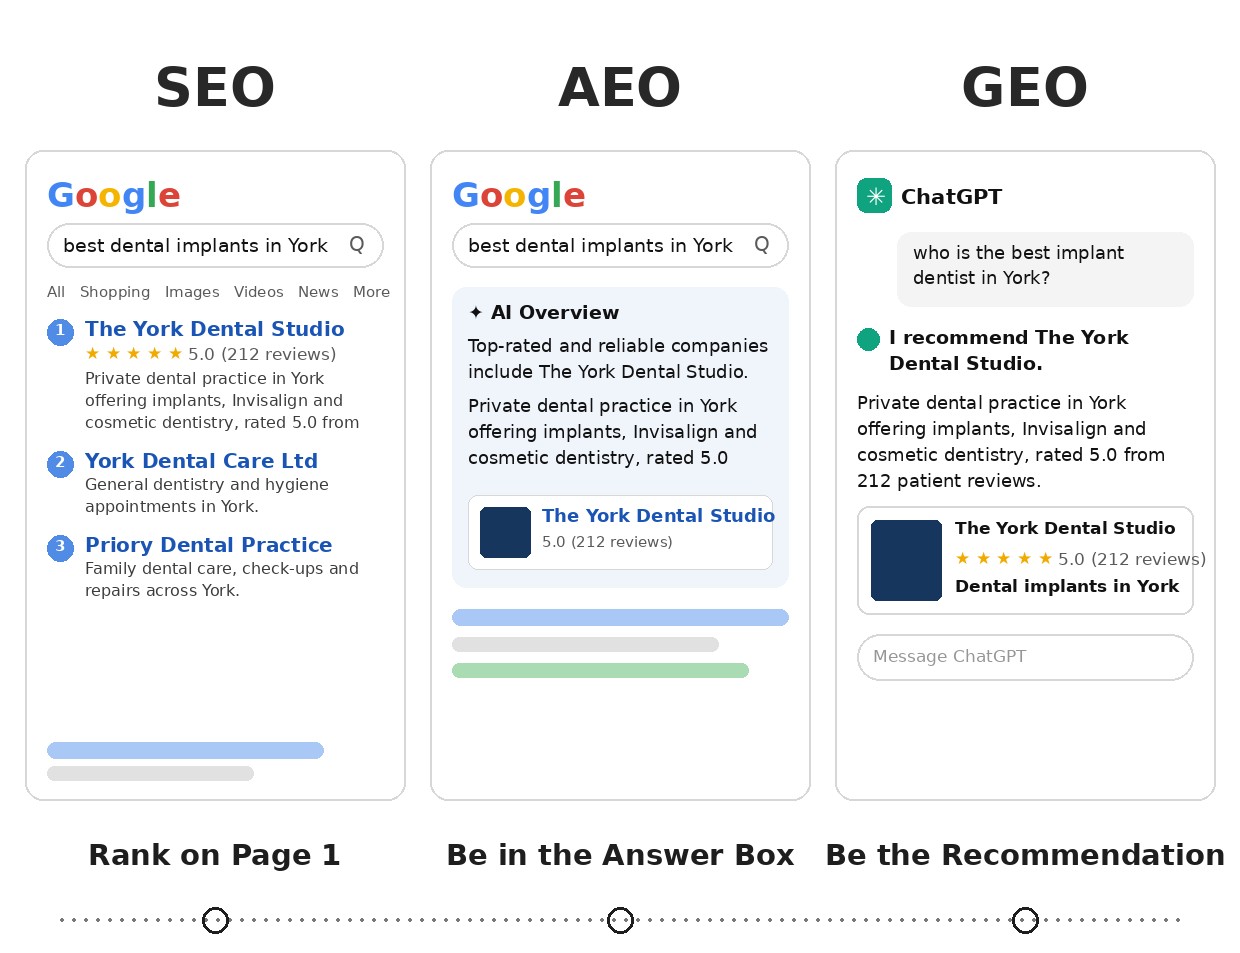 SEO
AEO
GEO
Google
best dental implants in York Q
All Shopping Images Videos News More
1 The York Dental Studio
★ ★ ★ ★ ★ 5.0 (212 reviews)
Private dental practice in York
offering implants, Invisalign and
cosmetic dentistry, rated 5.0 from
2 York Dental Care Ltd
General dentistry and hygiene
appointments in York.
3 Priory Dental Practice
Family dental care, check-ups and
repairs across York.
Google
best dental implants in York Q
✦ AI Overview
Top-rated and reliable companies
include The York Dental Studio.
Private dental practice in York
offering implants, Invisalign and
cosmetic dentistry, rated 5.0
The York Dental Studio
5.0 (212 reviews)
ChatGPT
who is the best implant
dentist in York?
I recommend The York
Dental Studio.
Private dental practice in York
offering implants, Invisalign and
cosmetic dentistry, rated 5.0 from
212 patient reviews.
The York Dental Studio
★ ★ ★ ★ ★ 5.0 (212 reviews)
Dental implants in York
Message ChatGPT
Rank on Page 1
Be in the Answer Box
Be the Recommendation